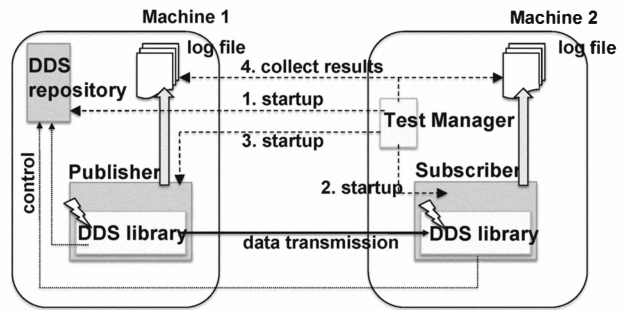 Machine 1
Machine 2
log file
log file
DDS
repository
4. collect results
1. startup
Test Manager
3. startup
Publisher
Subscriber
2. startup
control
DDS library
data transmission
DDS library